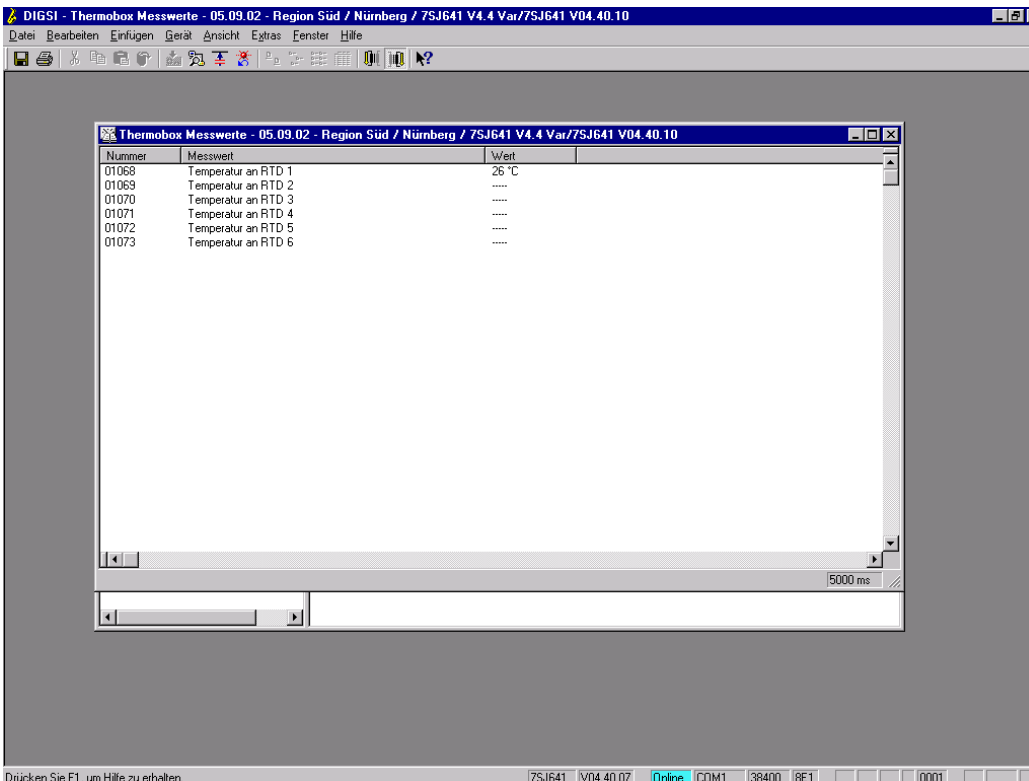 DIGSI - Thermobox Messwerte - 05.09.02 - Region Süd / Nürnberg / 7SJ641 V4.4 Var/7SJ641 V04.40.10
Datei Bearbeiten Einfügen Gerät Ansicht Extras Fenster Hilfe
Thermobox Messwerte - 05.09.02 - Region Süd / Nürnberg / 7SJ641 V4.4 Var/7SJ641 V04.40.10
Nummer Messwert Wert
01068 Temperatur an RTD 1 26 °C
01069 Temperatur an RTD 2 -----
01070 Temperatur an RTD 3 -----
01071 Temperatur an RTD 4 -----
01072 Temperatur an RTD 5 -----
01073 Temperatur an RTD 6 -----
5000 ms
Drücken Sie F1, um Hilfe zu erhalten. 7SJ641 V04.40.07 Online COM1 38400 8E1 0001